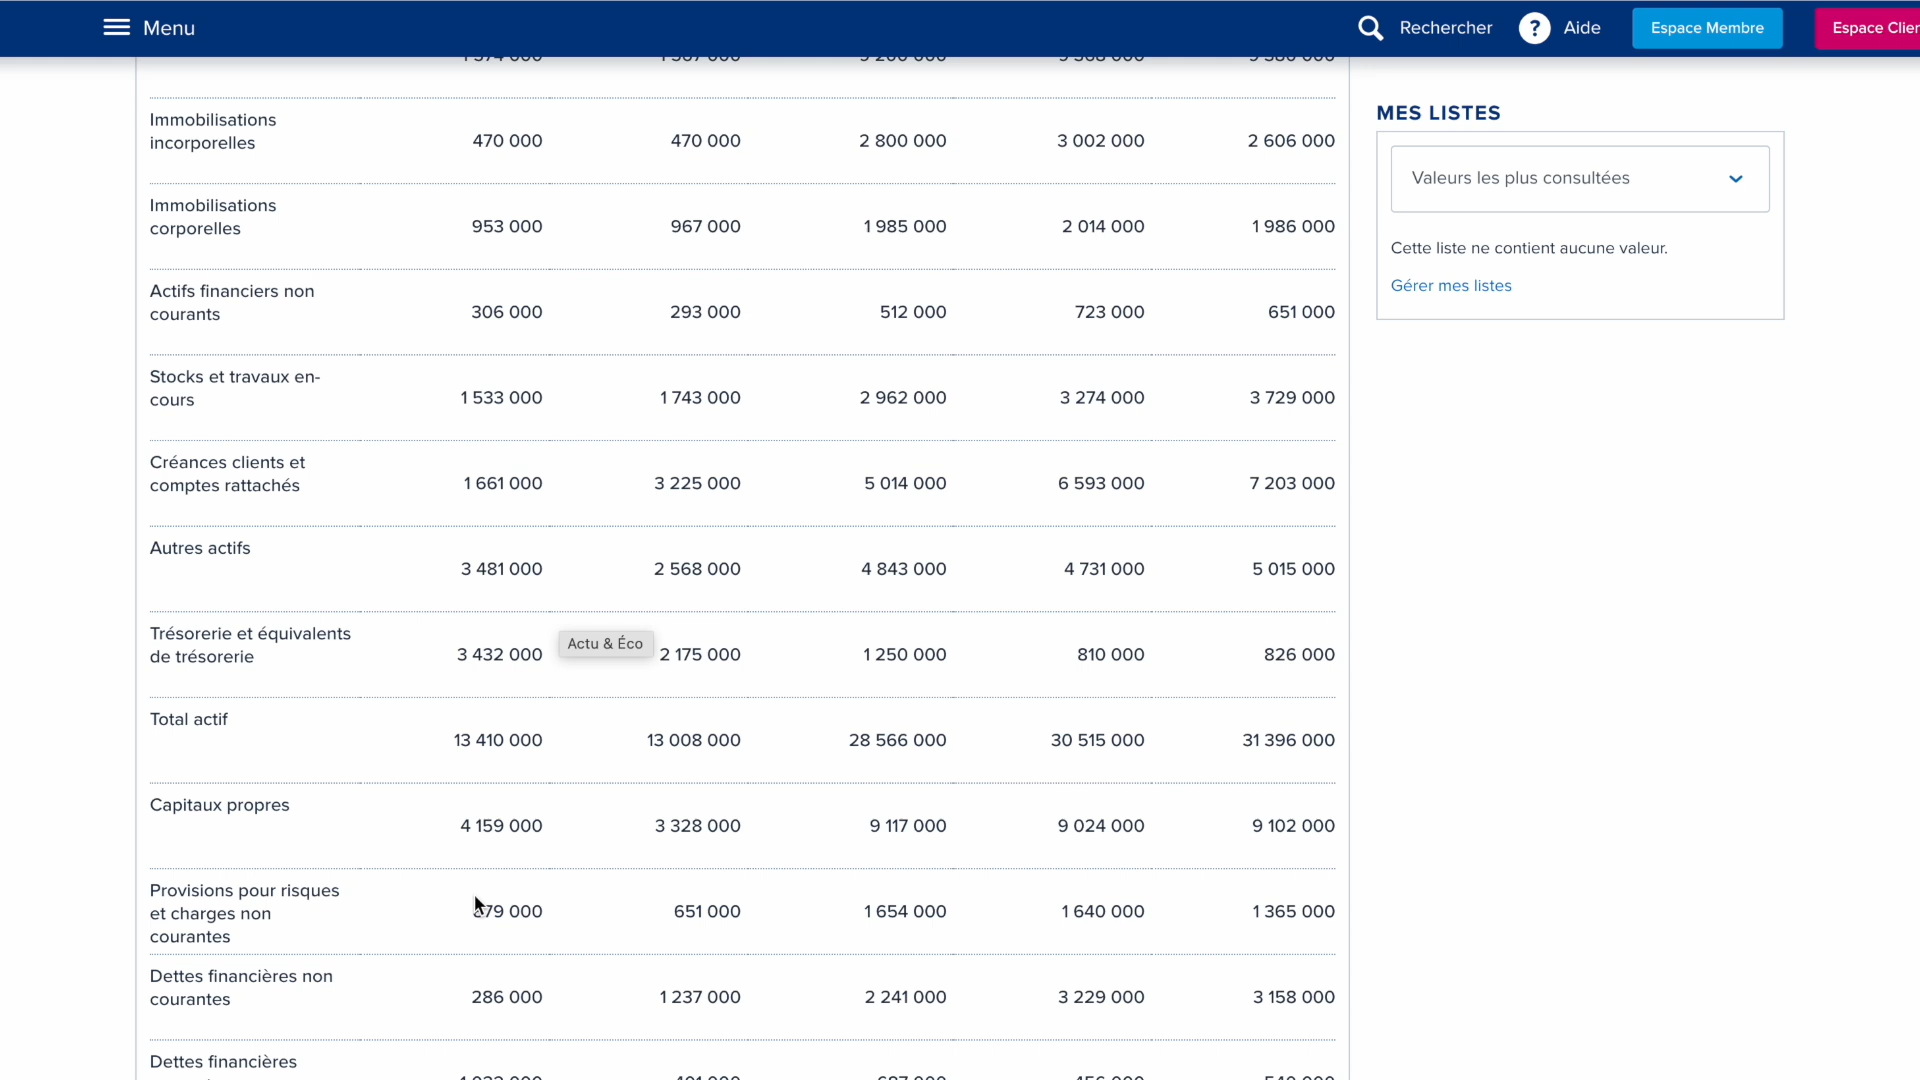 Menu
Rechercher
Aide
Espace Membre
Espace Clier
MES LISTES
Valeurs les plus consultées
Cette liste ne contient aucune valeur.
Gérer mes listes
Immobilisations
incorporelles 470 000 470 000 2 800 000 3 002 000 2 606 000
Immobilisations
corporelles 953 000 967 000 1 985 000 2 014 000 1 986 000
Actifs financiers non
courants 306 000 293 000 512 000 723 000 651 000
Stocks et travaux en-
cours 1 533 000 1 743 000 2 962 000 3 274 000 3 729 000
Créances clients et
comptes rattachés 1 661 000 3 225 000 5 014 000 6 593 000 7 203 000
Autres actifs
3 481 000 2 568 000 4 843 000 4 731 000 5 015 000
Trésorerie et équivalents
de trésorerie 3 432 000 Actu & Éco 2 175 000 1 250 000 810 000 826 000
Total actif
13 410 000 13 008 000 28 566 000 30 515 000 31 396 000
Capitaux propres
4 159 000 3 328 000 9 117 000 9 024 000 9 102 000
Provisions pour risques
et charges non 651 000 1 654 000 1 640 000 1 365 000
courantes
Dettes financières non
courantes 286 000 1 237 000 2 241 000 3 229 000 3 158 000
Dettes financières